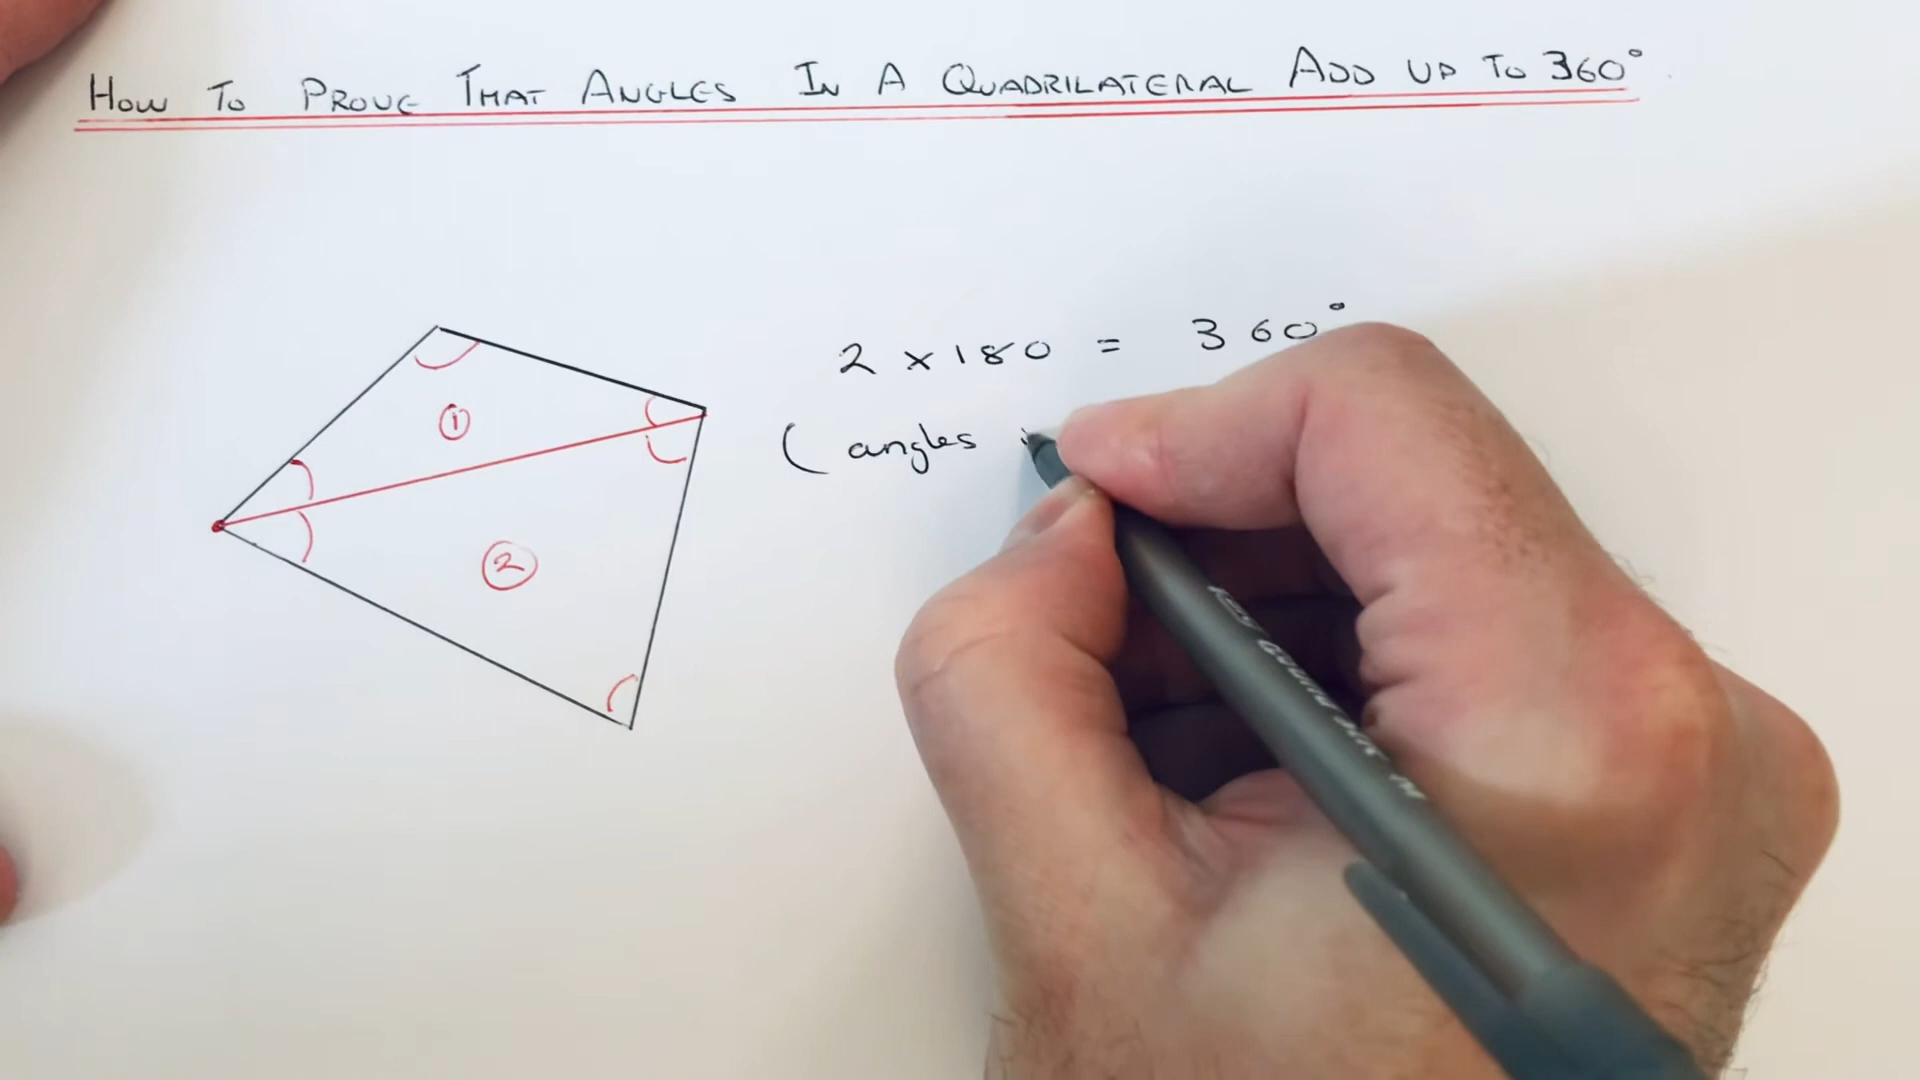 HOW TO PROVE THAT ANGLES IN A QUADRILATERAL ADD UP TO 360°.
2 × 180 = 360°
(angles
①
②